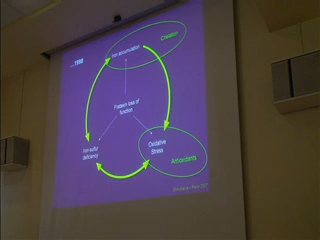 ...1998
Chelation
Iron accumulation
Frataxin loss of
function
Iron-sulfur
deficiency
Oxidative
Stress
Antioxidants